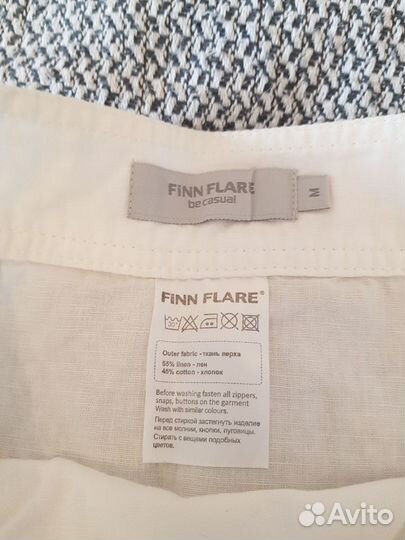 FiNN FLARE
be casual
M
FiNN FLARE®
30
Outer fabric - ткань верха
55% linen - лен
45% cotton - хлопок
Before washing fasten all zippers,
snaps, buttons on the garment
Wash with similar colours.
Перед стиркой застегнуть изделие
на все молнии, кнопки, пуговицы.
Стирать с вещами подобных
цветов.
Avito